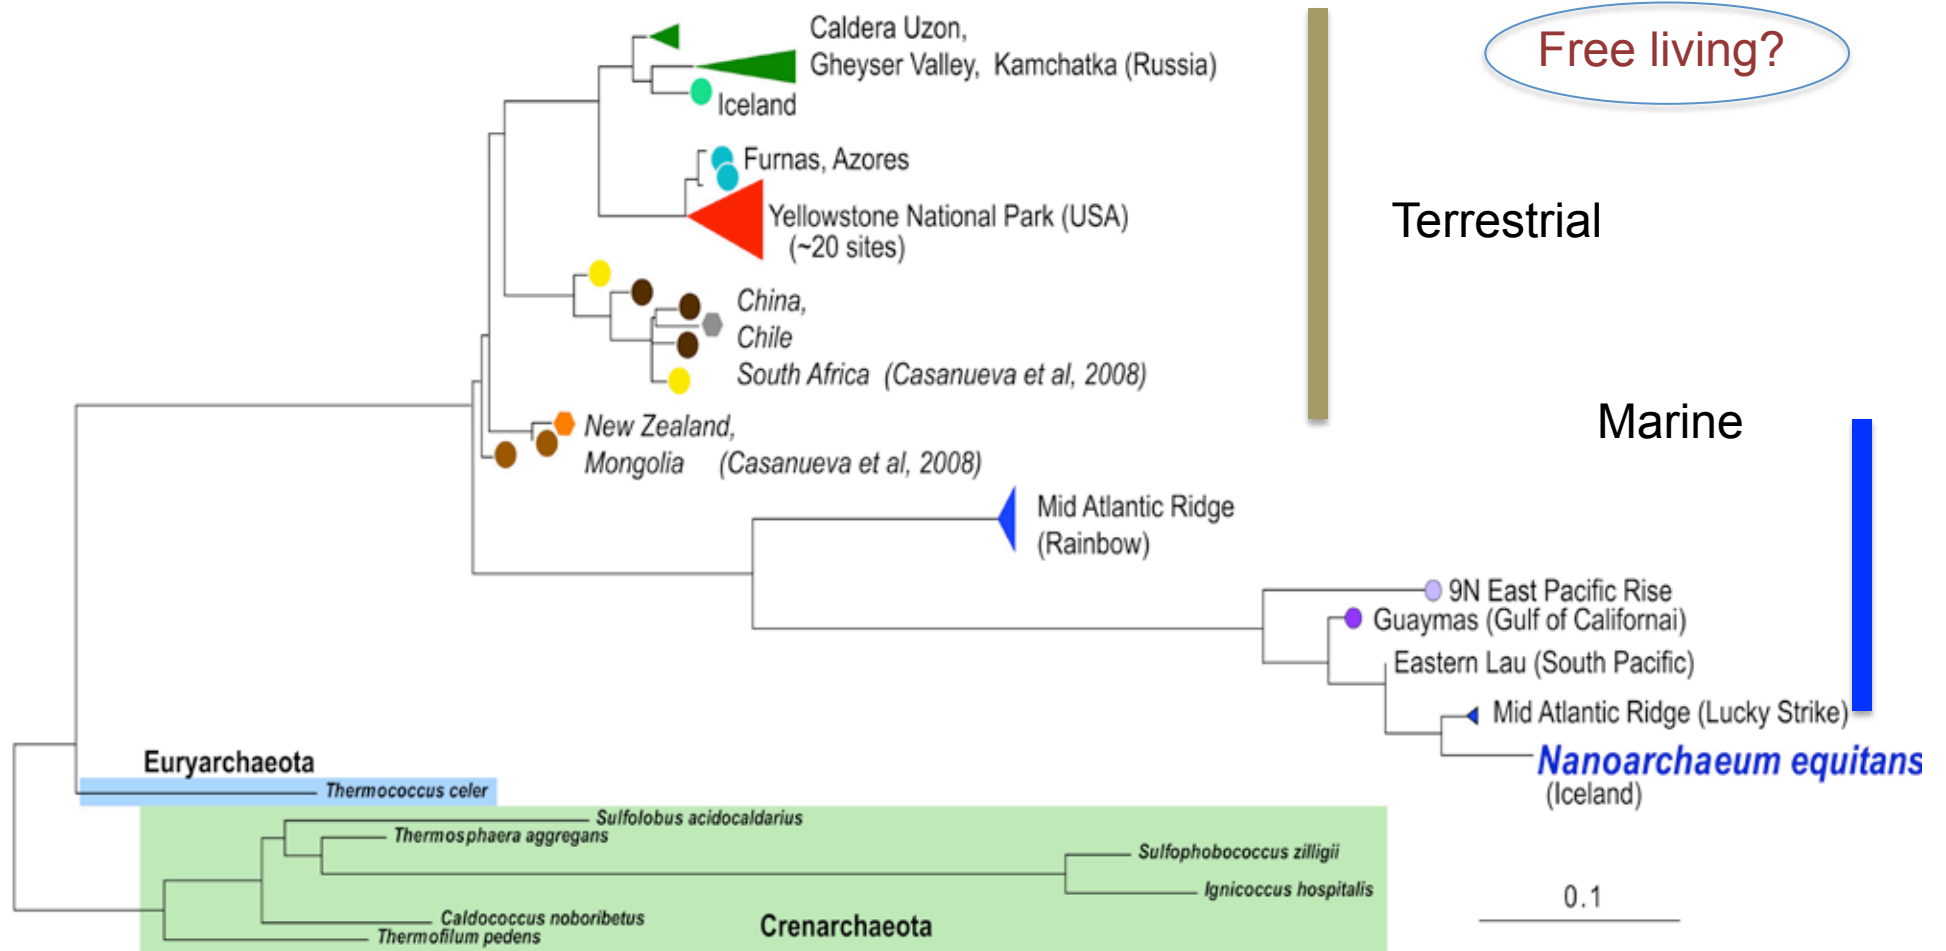 Caldera Uzon,
Gheyser Valley, Kamchatka (Russia)
Free living?
Iceland
Furnas, Azores
Yellowstone National Park (USA)
(~20 sites)
Terrestrial
China,
Chile
South Africa (Casanueva et al, 2008)
New Zealand,
Mongolia (Casanueva et al, 2008)
Marine
Mid Atlantic Ridge
(Rainbow)
9N East Pacific Rise
Guaymas (Gulf of Californai)
Eastern Lau (South Pacific)
Mid Atlantic Ridge (Lucky Strike)
Nanoarchaeum equitans
(Iceland)
Euryarchaeota
Thermococcus celer
Sulfolobus acidocaldarius
Thermosphaera aggregans
Sulfophobococcus zilligii
Ignicoccus hospitalis
Caldococcus noboribetus
Thermofilum pedens
Crenarchaeota
0.1